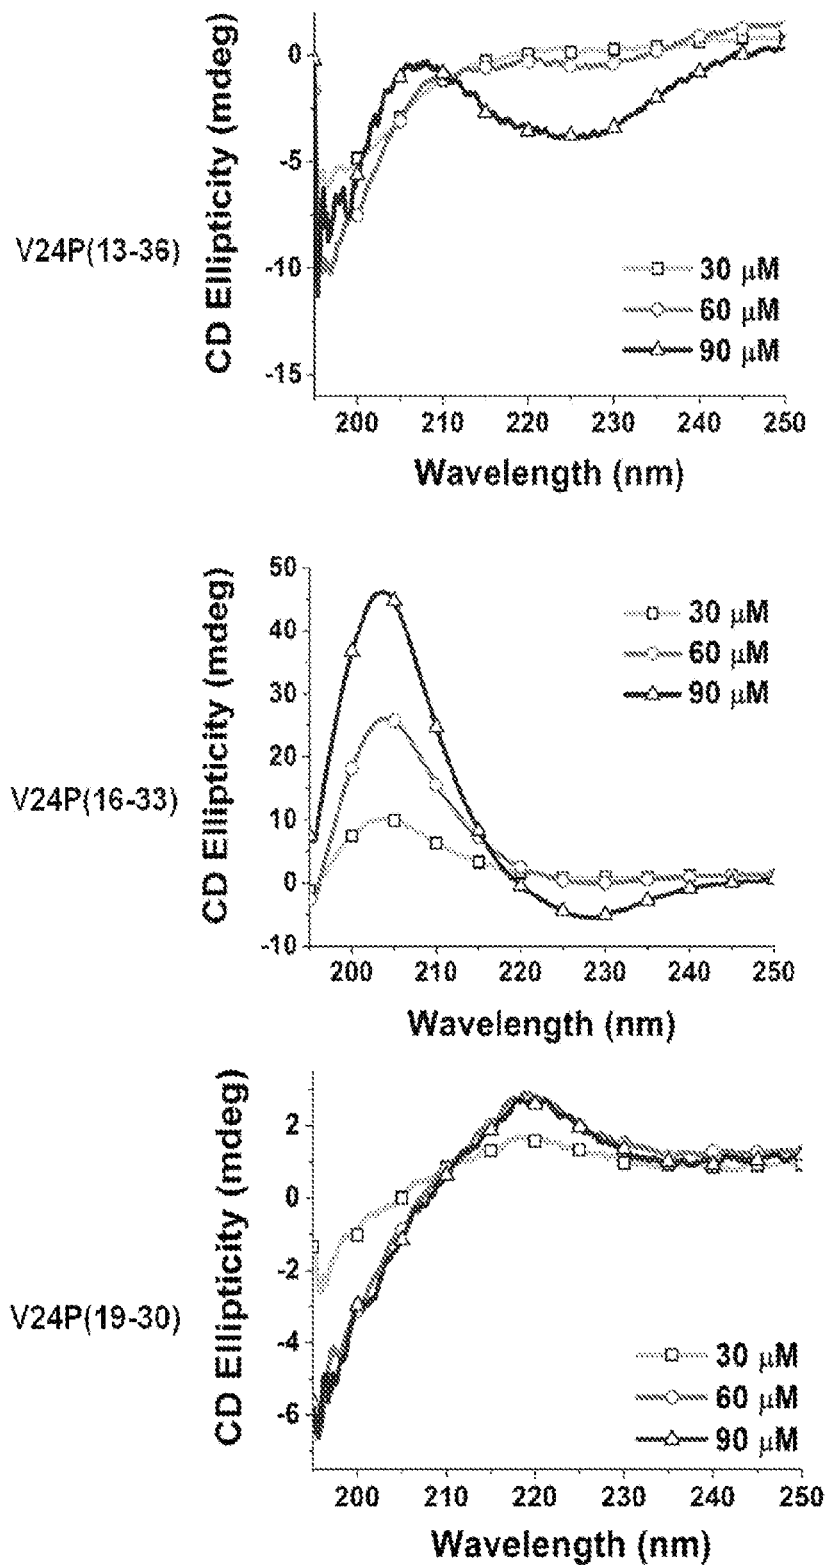 V24P(13-36)
CD Ellipticity (mdeg)
0
-5
-10
-15
30 µM
60 µM
90 µM
200 210 220 230 240 250
Wavelength (nm)
V24P(16-33)
CD Ellipticity (mdeg)
50
40
30
20
10
0
-10
30 µM
60 µM
90 µM
200 210 220 230 240 250
Wavelength (nm)
V24P(19-30)
CD Ellipticity (mdeg)
2
0
-2
-4
-6
30 µM
60 µM
90 µM
200 210 220 230 240 250
Wavelength (nm)